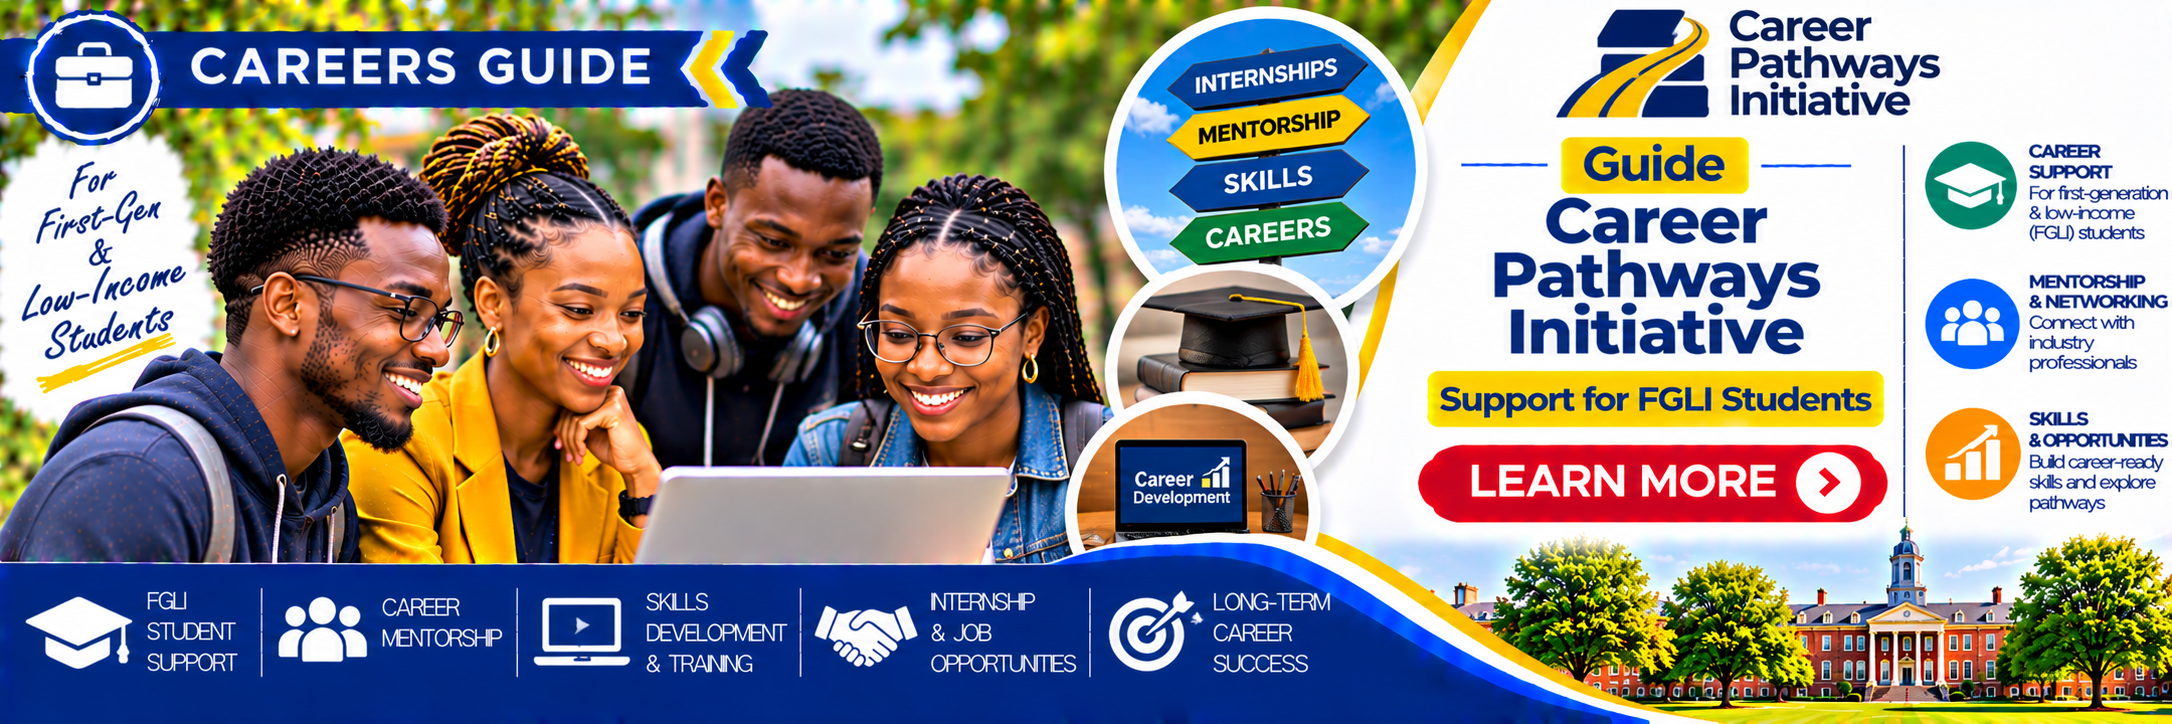 CAREERS GUIDE
For
First-Gen
&
Low-Income
Students
INTERNSHIPS
MENTORSHIP
SKILLS
CAREERS
Career
Development
Career
Pathways
Initiative
Guide
Career
Pathways
Initiative
Support for FGLI Students
LEARN MORE
CAREER
SUPPORT
For first-generation
& low-income
(FGLI) students
MENTORSHIP
& NETWORKING
Connect with
industry
professionals
SKILLS
& OPPORTUNITIES
Build career-ready
skills and explore
pathways
FGLI
STUDENT
SUPPORT
CAREER
MENTORSHIP
SKILLS
DEVELOPMENT
& TRAINING
INTERNSHIP
& JOB
OPPORTUNITIES
LONG-TERM
CAREER
SUCCESS